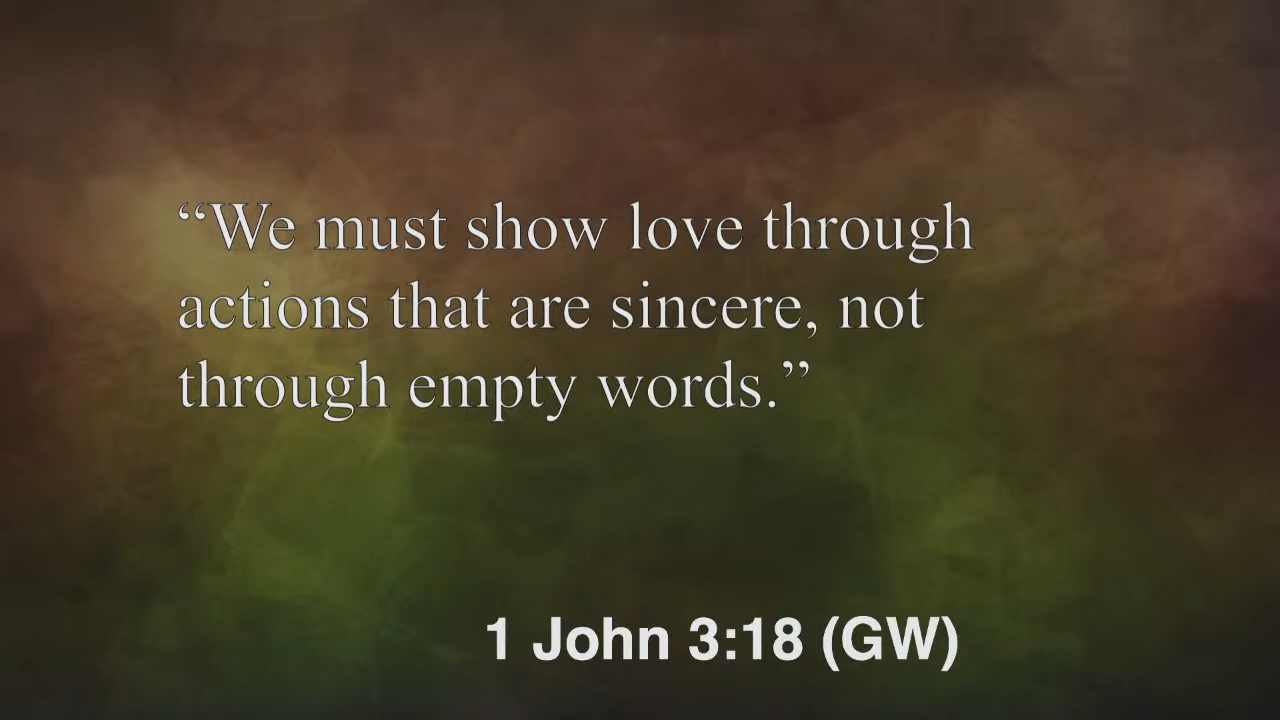 “We must show love through
actions that are sincere, not
through empty words.”
1 John 3:18 (GW)